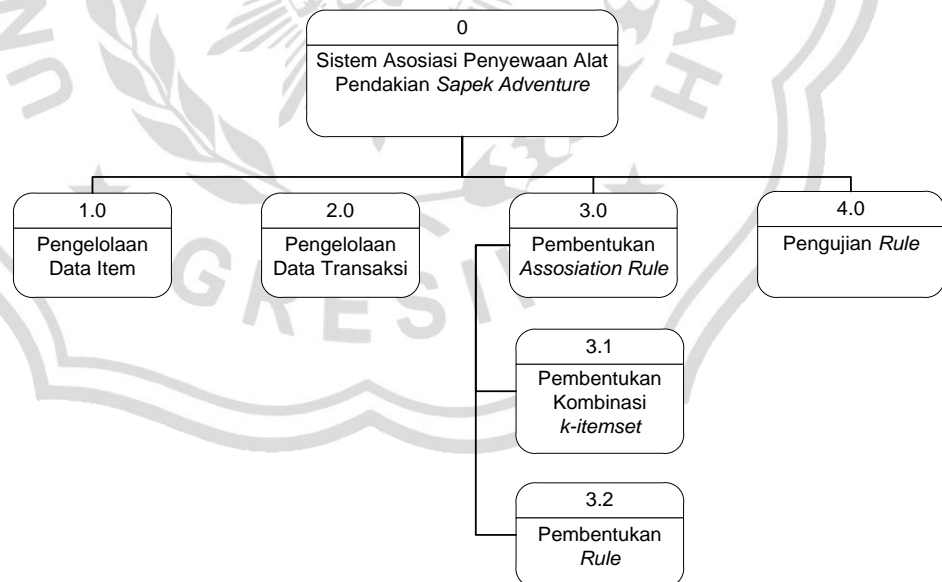 0
Sistem Asosiasi Penyewaan Alat
Pendakian Sapek Adventure
1.0
Pengelolaan
Data Item
2.0
Pengelolaan
Data Transaksi
3.0
Pembentukan
Assosiation Rule
4.0
Pengujian Rule
3.1
Pembentukan
Kombinasi
k-itemset
3.2
Pembentukan
Rule
GRESIK